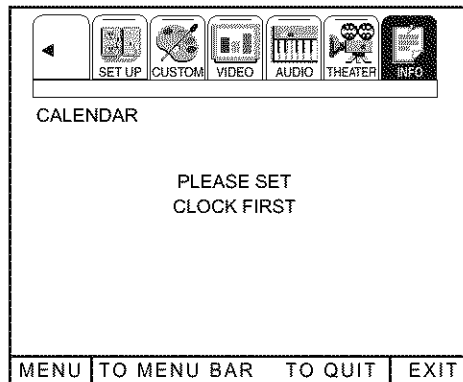 SET UP CUSTOM VIDEO AUDIO THEATER INFO
CALENDAR
PLEASE SET
CLOCK FIRST
MENU TO MENU BAR TO QUIT EXIT